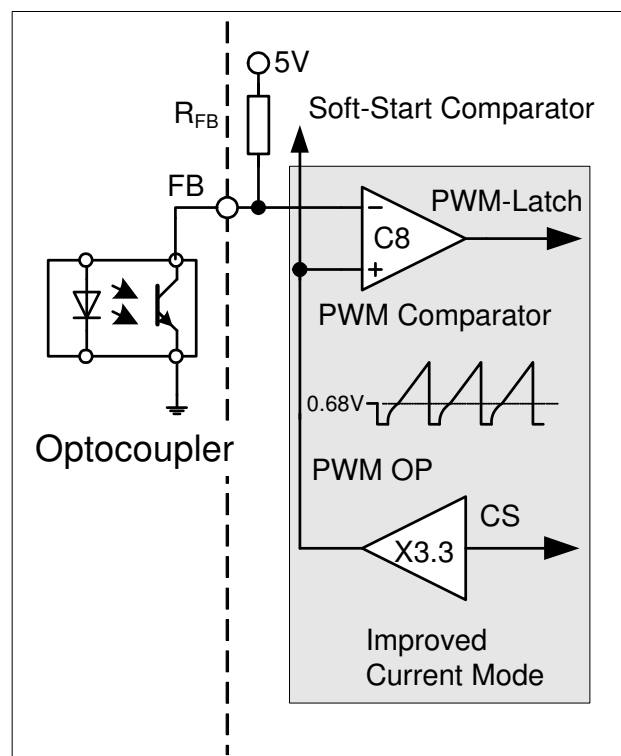 5V
R_FB
Soft-Start Comparator
FB
PWM-Latch
−
C8
+
PWM Comparator
0.68V
Optocoupler
PWM OP
CS
X3.3
Improved
Current Mode